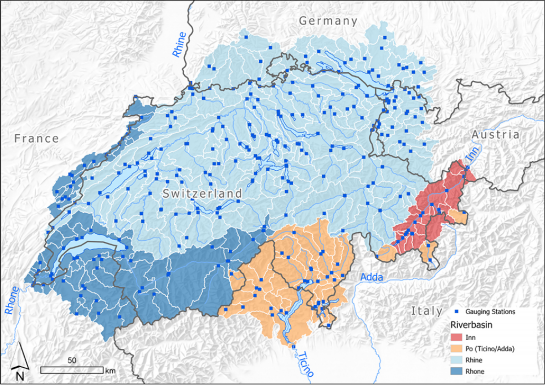 Germany
Rhine
France
Austria
Inn
Switzerland
Adda
Rhone
Italy
Ticino
Gauging Stations
Riverbasin
Inn
Po (Ticino/Adda)
Rhine
Rhone
N
50
km